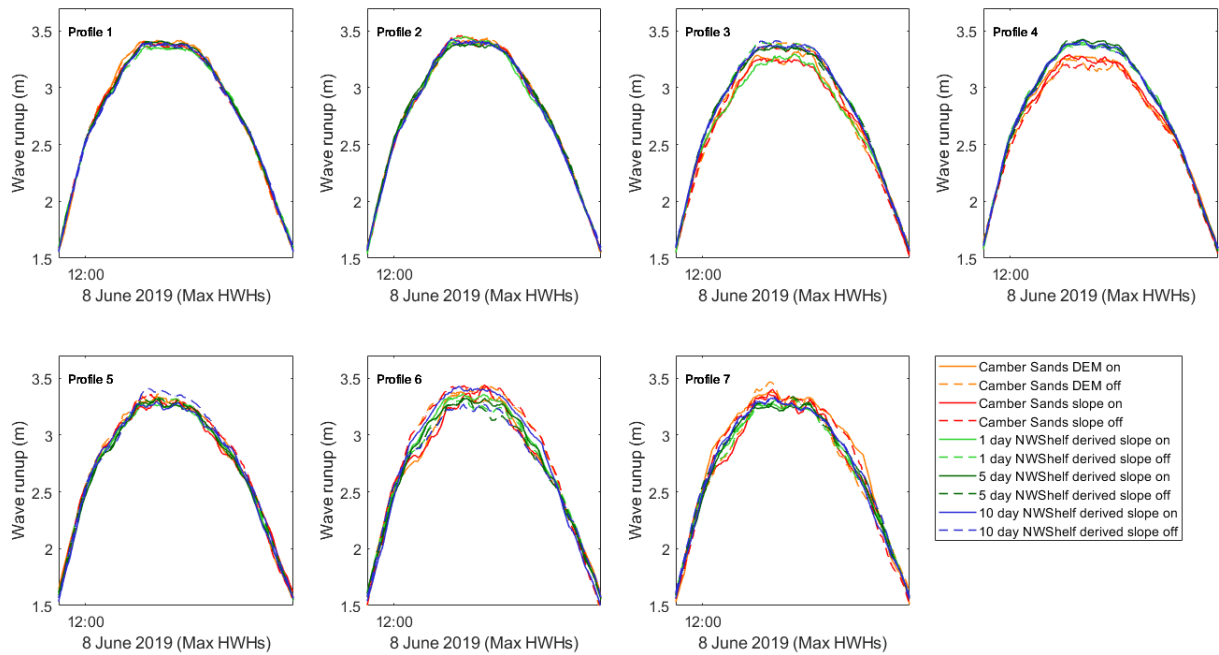 Profile 1
3.5
3
2.5
2
1.5
Wave runup (m)
12:00
8 June 2019 (Max HWHs)
Profile 2
3.5
3
2.5
2
1.5
Wave runup (m)
12:00
8 June 2019 (Max HWHs)
Profile 3
3.5
3
2.5
2
1.5
Wave runup (m)
12:00
8 June 2019 (Max HWHs)
Profile 4
3.5
3
2.5
2
1.5
Wave runup (m)
12:00
8 June 2019 (Max HWHs)
Profile 5
3.5
3
2.5
2
1.5
Wave runup (m)
12:00
8 June 2019 (Max HWHs)
Profile 6
3.5
3
2.5
2
1.5
Wave runup (m)
12:00
8 June 2019 (Max HWHs)
Profile 7
3.5
3
2.5
2
1.5
Wave runup (m)
12:00
8 June 2019 (Max HWHs)
Camber Sands DEM on
Camber Sands DEM off
Camber Sands slope on
Camber Sands slope off
1 day NWShelf derived slope on
1 day NWShelf derived slope off
5 day NWShelf derived slope on
5 day NWShelf derived slope off
10 day NWShelf derived slope on
10 day NWShelf derived slope off